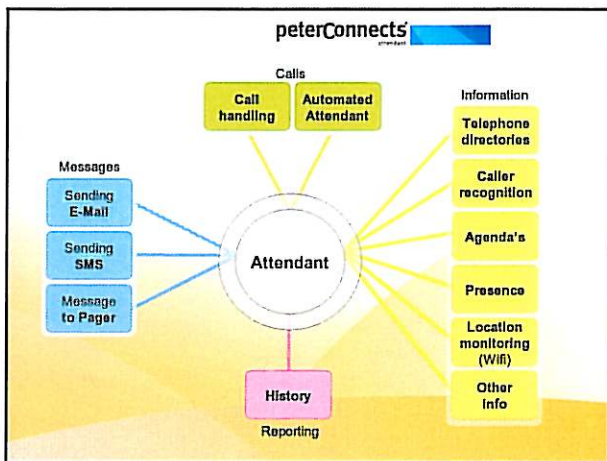 peterConnects
attendant
Calls
Call
handling
Automated
Attendant
Information
Telephone
directories
Caller
recognition
Agenda's
Presence
Location
monitoring
(Wifi)
Other
info
Messages
Sending
E-Mail
Sending
SMS
Message
to Pager
Attendant
History
Reporting